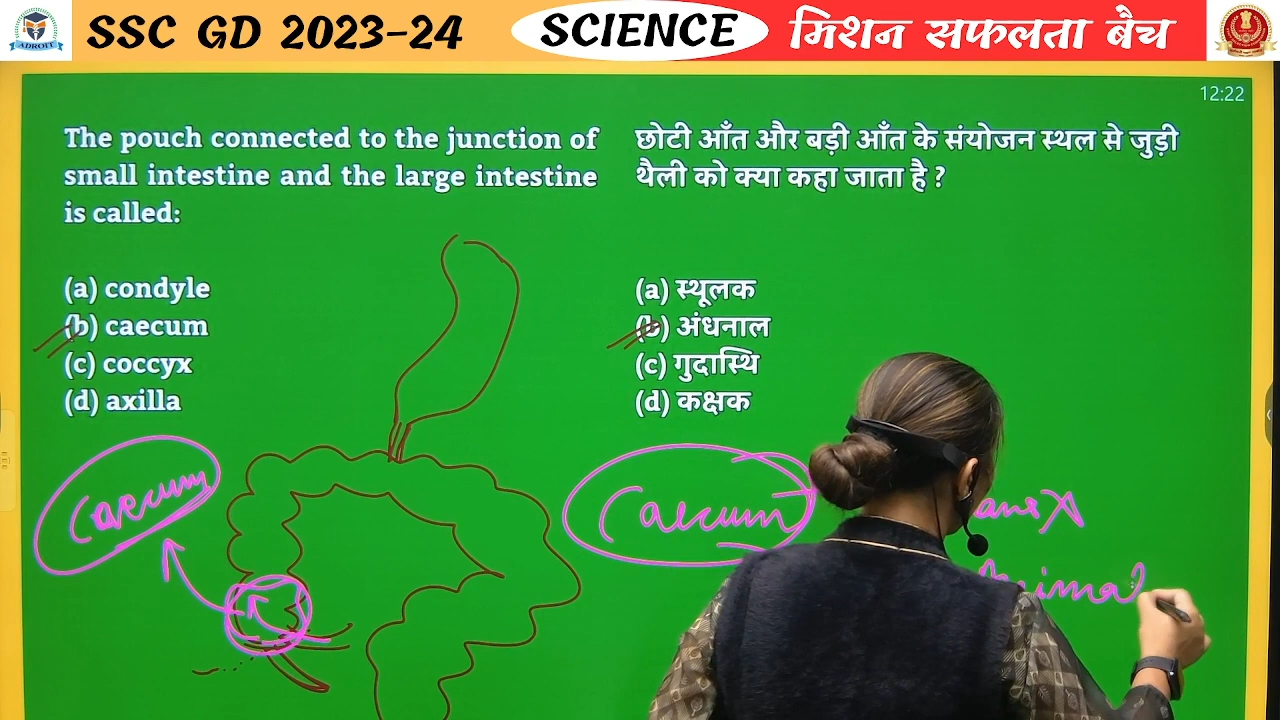 ADROIT
SSC GD 2023-24
SCIENCE
मिशन सफलता बैच
12:22
The pouch connected to the junction of
small intestine and the large intestine
is called:
(a) condyle
(b) caecum
(c) coccyx
(d) axilla
छोटी आँत और बड़ी आँत के संयोजन स्थल से जुड़ी
थैली को क्या कहा जाता है ?
(a) स्थूलक
(b) अंधनाल
(c) गुदास्थि
(d) कक्षक
Caecum
Caecum
Animal